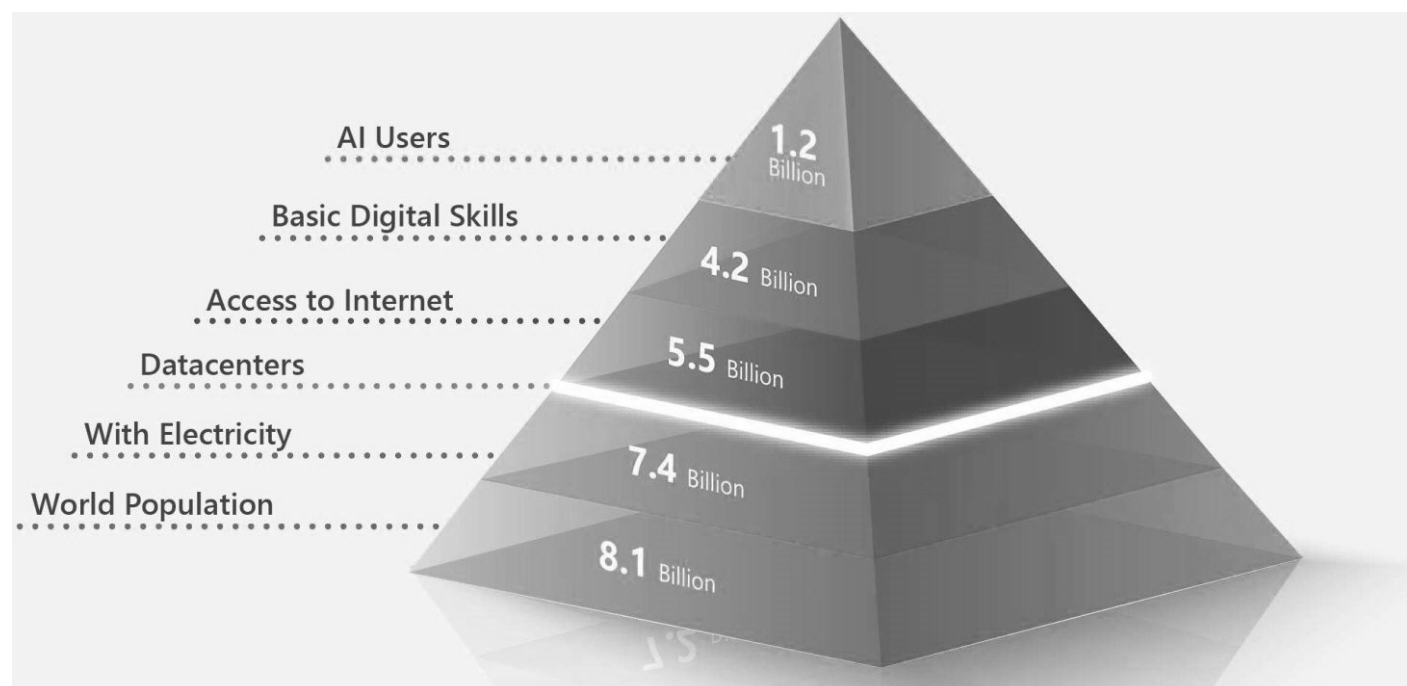 AI Users
1.2
Billion
Basic Digital Skills
4.2 Billion
Access to Internet
5.5 Billion
Datacenters
With Electricity
7.4 Billion
World Population
8.1 Billion